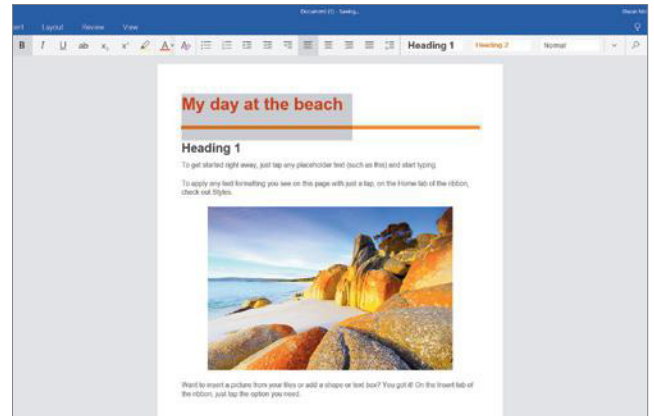 Document (1) - Saving...
Layout Review View
B I U ab x₂ x² A A Heading 1 Heading 2 Normal
My day at the beach
Heading 1
To get started right away, just tap any placeholder text (such as this) and start typing.
To apply any text formatting you see on this page with just a tap, on the Home tab of the ribbon,
check out Styles.
Want to insert a picture from your files or add a shape or text box? You got it! On the Insert tab of
the ribbon, just tap the option you need.